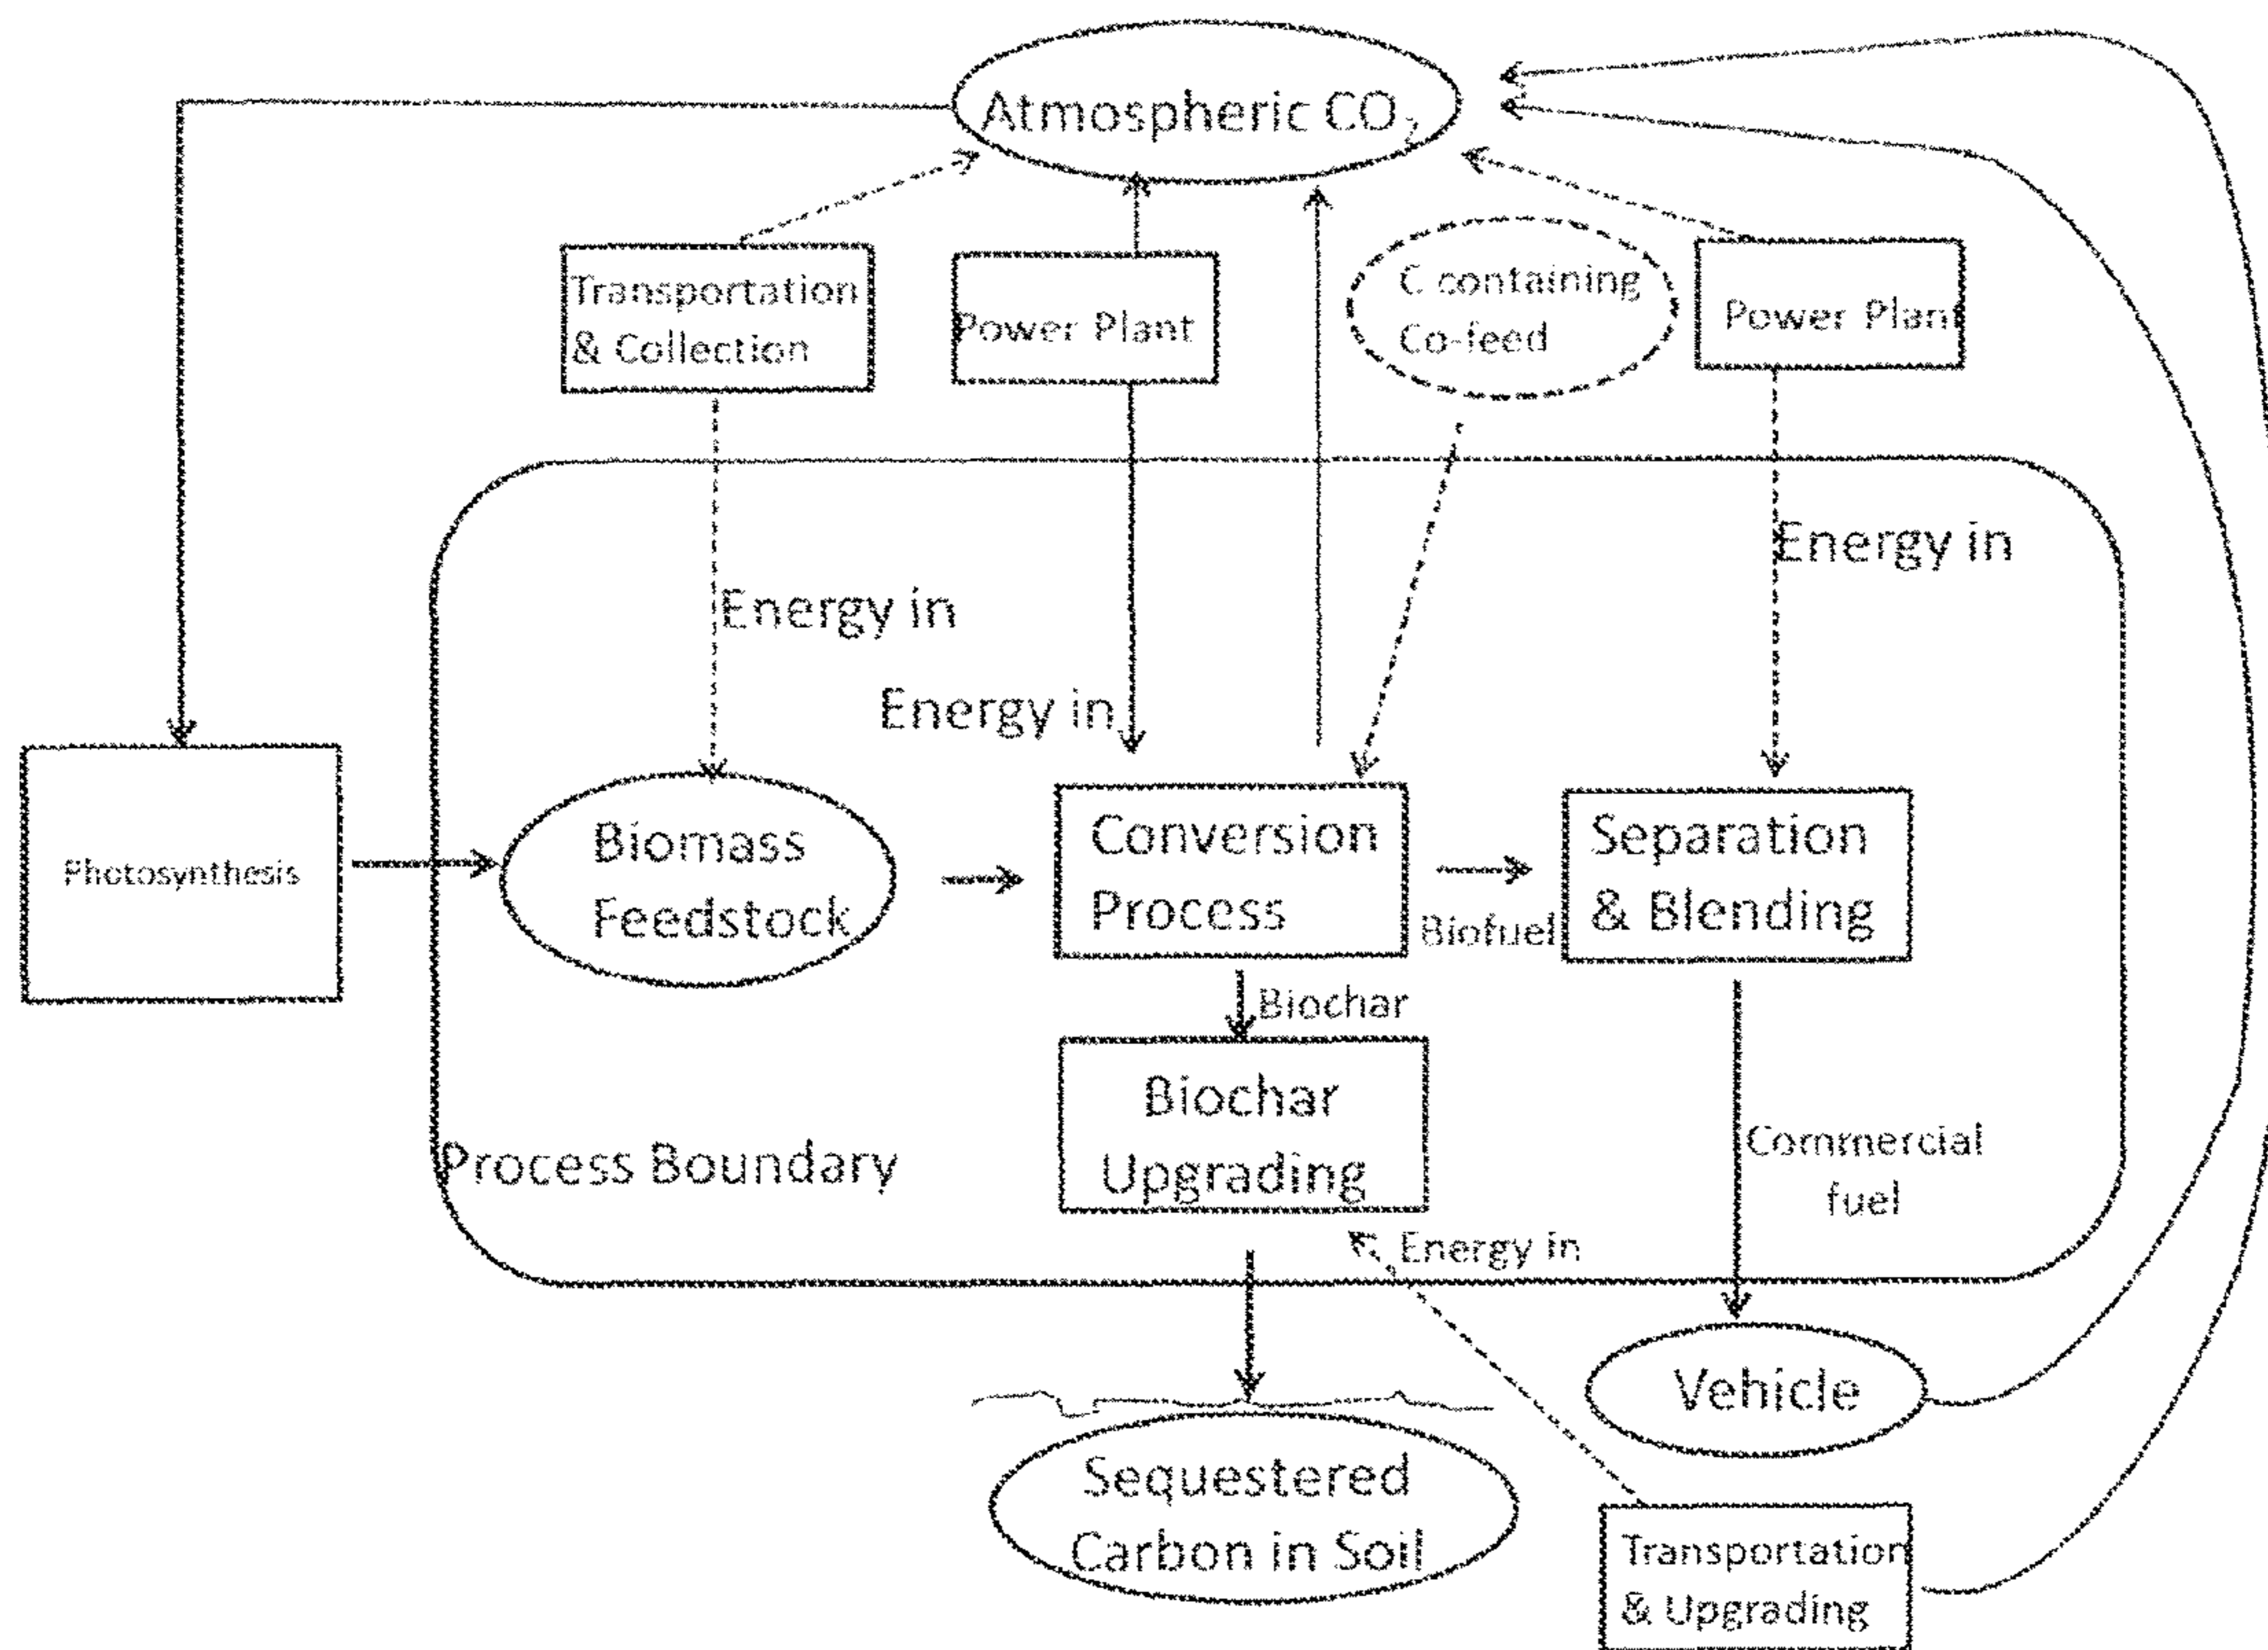 Atmospheric CO2
Transportation
& Collection
Power Plant
C containing
Co-feed
Power Plant
Energy in
Energy in
Energy in
Photosynthesis
Biomass
Feedstock
Conversion
Process
Biofuel
Separation
& Blending
Biochar
Biochar
Upgrading
Process Boundary
Commercial
fuel
Energy in
Vehicle
Sequestered
Carbon in Soil
Transportation
& Upgrading